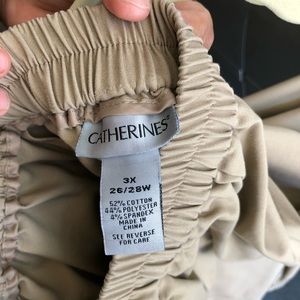 CATHERINES®
3X
26/28W
52% COTTON
44% POLYESTER
4% SPANDEX
MADE IN
CHINA
SEE REVERSE
FOR CARE